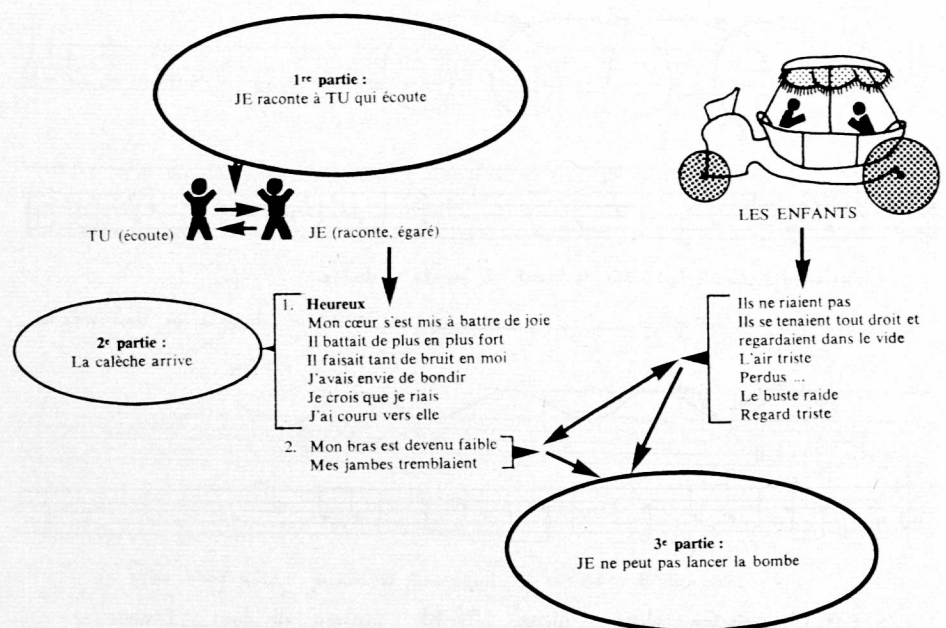 1re partie :
JE raconte à TU qui écoute
LES ENFANTS
TU (écoute)
JE (raconte, égaré)
2e partie :
La calèche arrive
1. Heureux
Mon cœur s'est mis à battre de joie
Il battait de plus en plus fort
Il faisait tant de bruit en moi
J'avais envie de bondir
Je crois que je riais
J'ai couru vers elle
2. Mon bras est devenu faible
Mes jambes tremblaient
Ils ne riaient pas
Ils se tenaient tout droit et
regardaient dans le vide
L'air triste
Perdus ...
Le buste raide
Regard triste
3e partie :
JE ne peut pas lancer la bombe